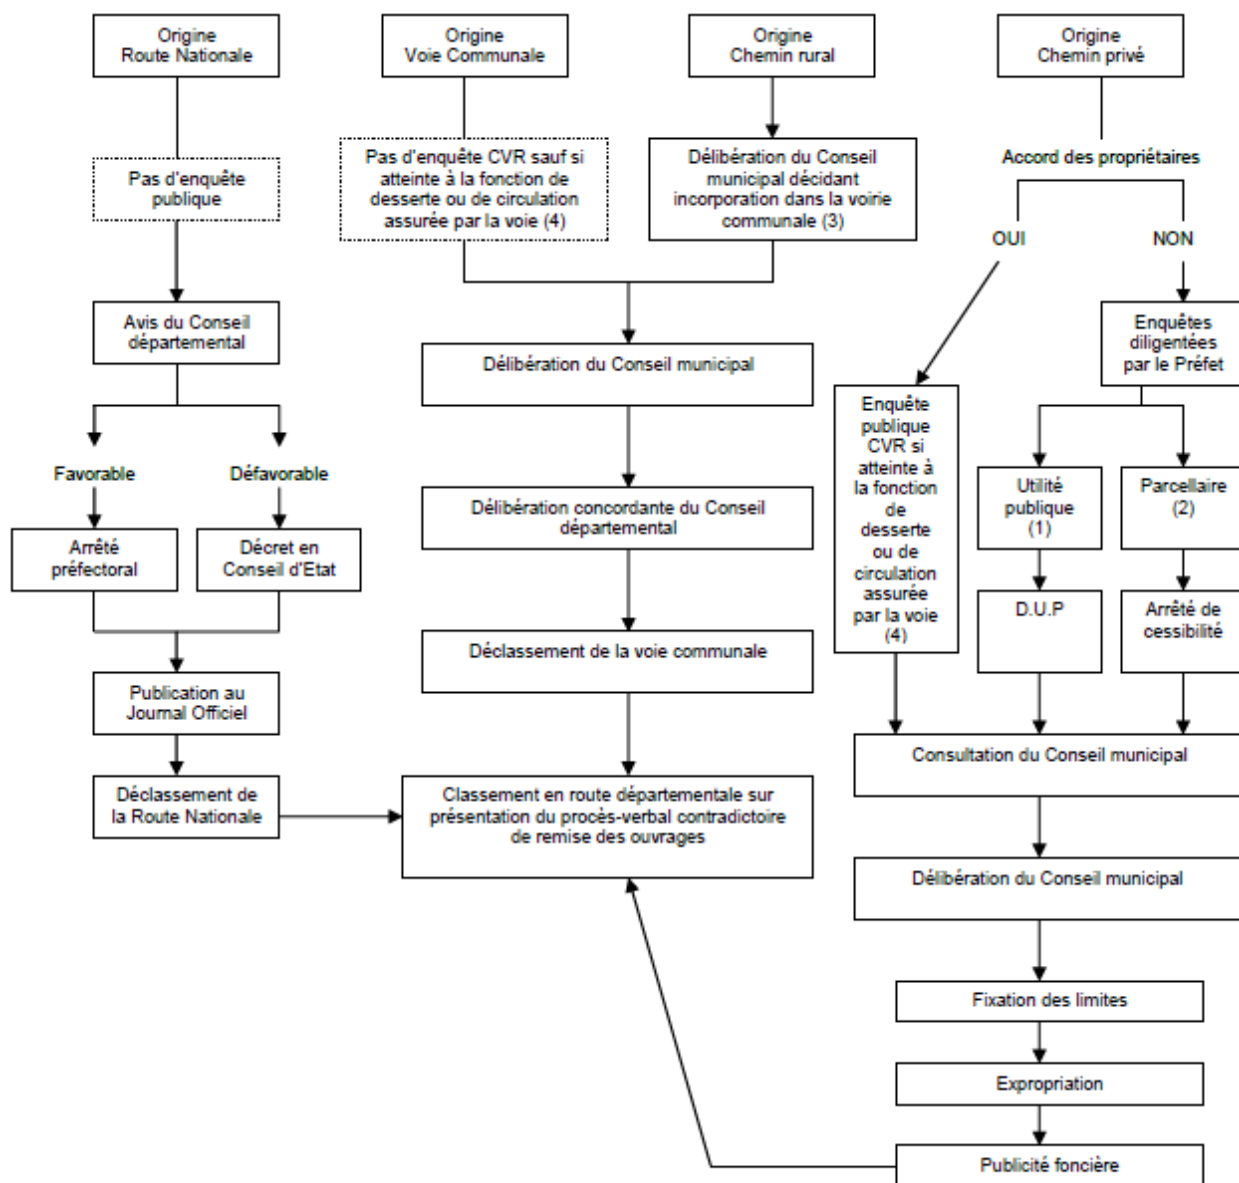 Origine
Route Nationale
Origine
Voie Communale
Origine
Chemin rural
Origine
Chemin privé
Pas d'enquête
publique
Pas d'enquête CVR sauf si
atteinte à la fonction de
desserte ou de circulation
assurée par la voie (4)
Délibération du Conseil
municipal décidant
incorporation dans la voirie
communale (3)
Accord des propriétaires
OUI
NON
Avis du Conseil
départemental
Enquêtes
diligentées
par le Préfet
Délibération du Conseil municipal
Enquête
publique
CVR si
atteinte à
la fonction
de
desserte
ou de
circulation
assurée
par la voie
(4)
Favorable
Défavorable
Utilité
publique
(1)
Parcellaire
(2)
Délibération concordante du Conseil
départemental
Arrêté
préfectoral
Décret en
Conseil d'Etat
D.U.P
Arrêté de
cessibilité
Déclassement de la voie communale
Publication au
Journal Officiel
Consultation du Conseil municipal
Déclassement de
la Route Nationale
Classement en route départementale sur
présentation du procès-verbal contradictoire
de remise des ouvrages
Délibération du Conseil municipal
Fixation des limites
Expropriation
Publicité foncière